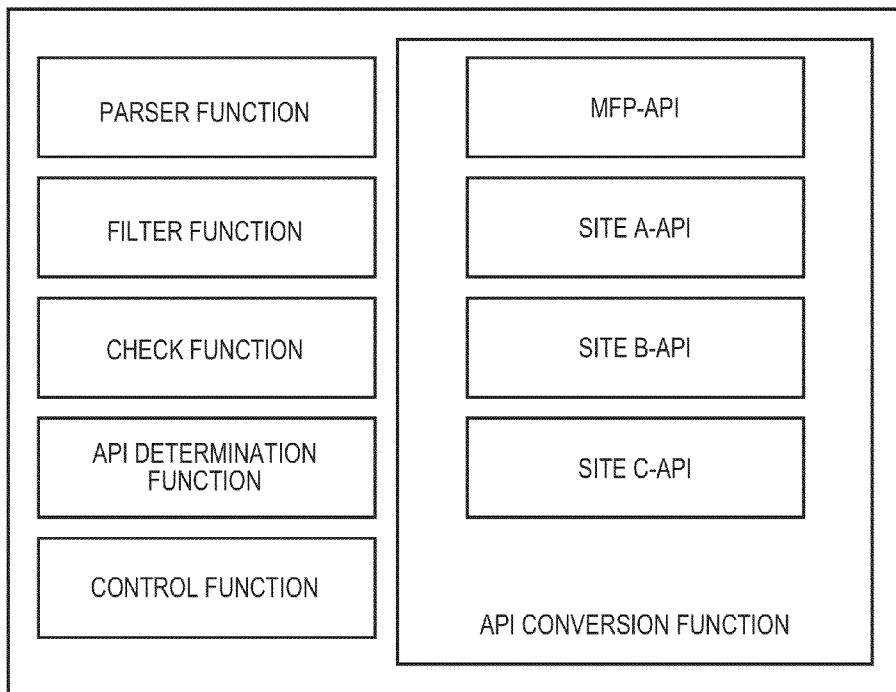 PARSER FUNCTION
FILTER FUNCTION
CHECK FUNCTION
API DETERMINATION
FUNCTION
CONTROL FUNCTION
MFP-API
SITE A-API
SITE B-API
SITE C-API
API CONVERSION FUNCTION